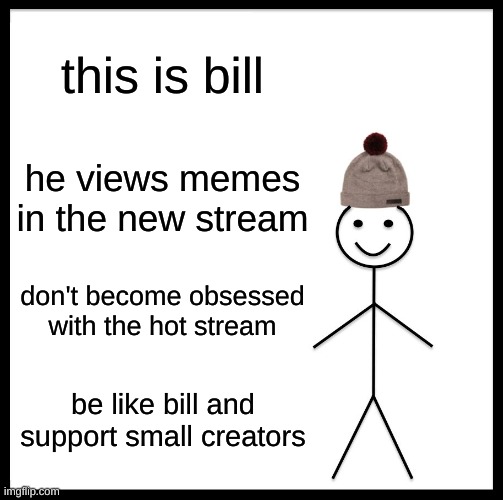 this is bill
he views memes
in the new stream
don't become obsessed
with the hot stream
be like bill and
support small creators
imgflip.com